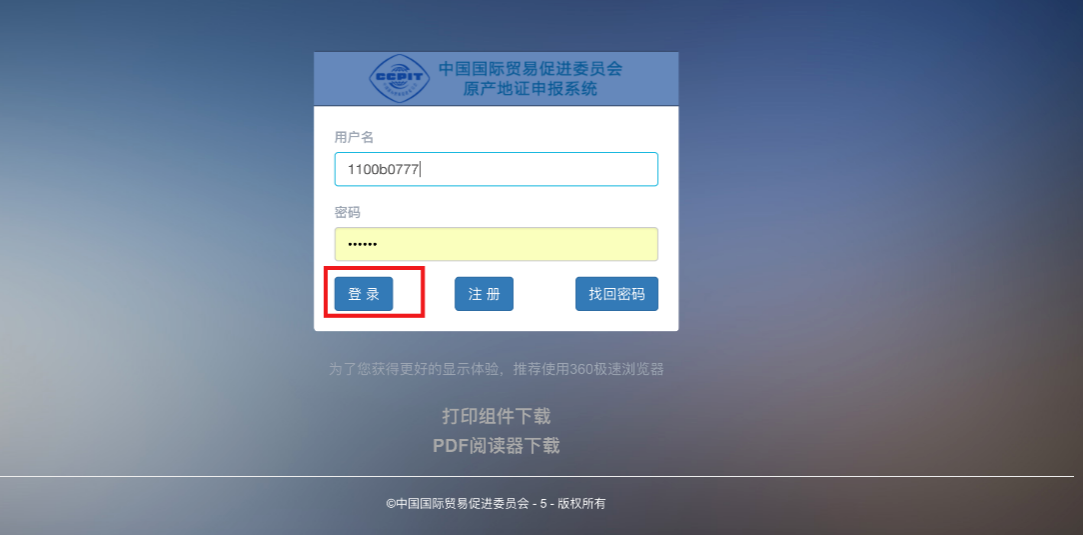 CCPIT
中国国际贸易促进委员会
原产地证申报系统
用户名
1100b0777
密码
••••••
登 录 注 册 找回密码
为了您获得更好的显示体验，推荐使用360极速浏览器
打印组件下载
PDF阅读器下载
©中国国际贸易促进委员会 - 5 - 版权所有